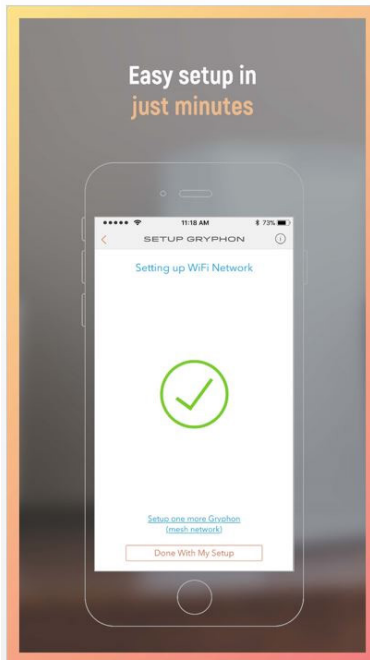 Easy setup in
just minutes
11:18 AM
73%
SETUP GRYPHON
Setting up WiFi Network
Setup one more Gryphon
(mesh network)
Done With My Setup